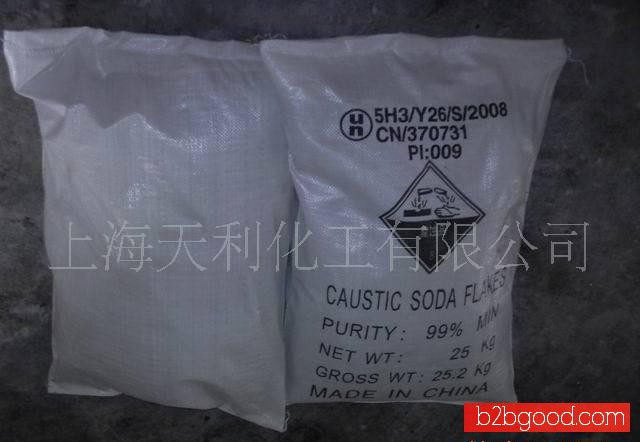 un 5H3/Y26/S/2008
CN/370731
PI:009
上海天利化工有限公司
CAUSTIC SODA FLAKES
PURITY: 99% MIN
NET WT: 25 Kg
GROSS WT: 25.2 Kg
MADE IN CHINA
b2bgood.com